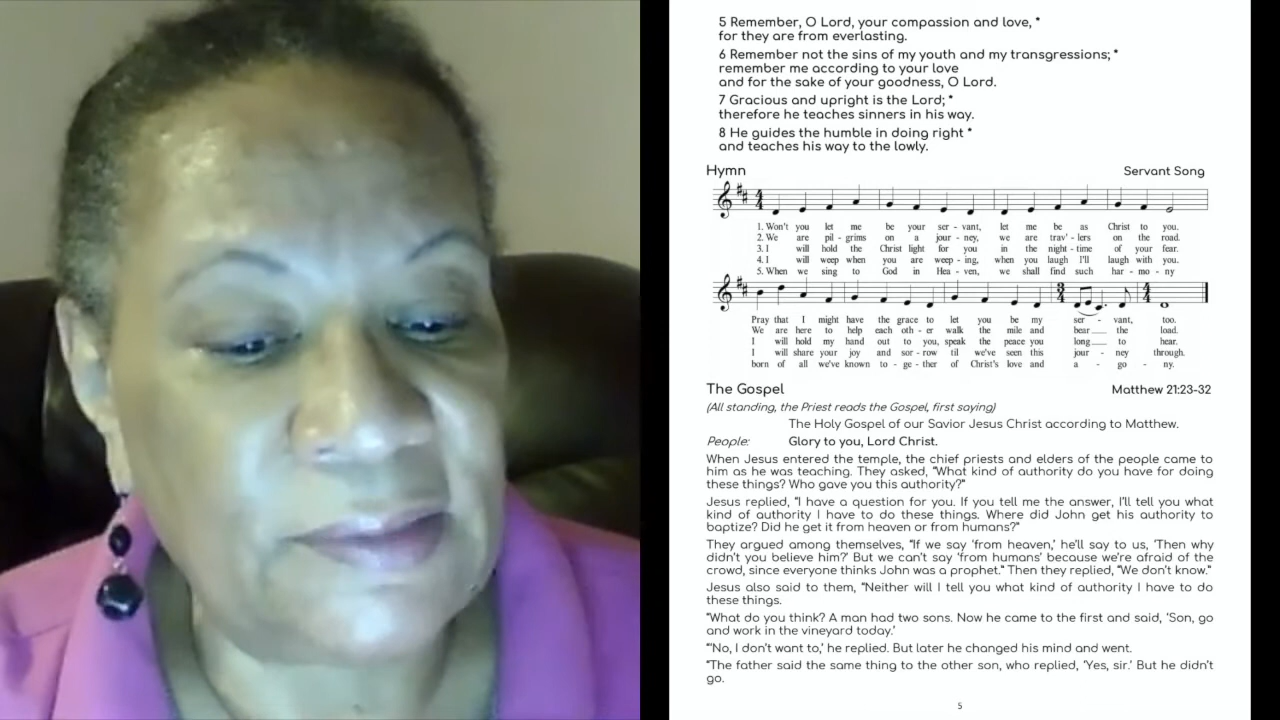 5 Remember, O Lord, your compassion and love, *
for they are from everlasting.
6 Remember not the sins of my youth and my transgressions; *
remember me according to your love
and for the sake of your goodness, O Lord.
7 Gracious and upright is the Lord; *
therefore he teaches sinners in his way.
8 He guides the humble in doing right *
and teaches his way to the lowly.
Hymn Servant Song
4 4
1. Won't you let me be your ser - vant, let me be as Christ to you.
2. We are pil - grims on a jour - ney, we are trav' - lers on the road.
3. I will hold the Christ light for you in the night - time of your fear.
4. I will weep when you are weep - ing, when you laugh I'll laugh with you.
5. When we sing to God in Hea - ven, we shall find such har - mo - ny
3 4 4 4
Pray that I might have the grace to let you be my ser - vant, too.
We are here to help each oth - er walk the mile and bear the load.
I will hold my hand out to you, speak the peace you long to hear.
I will share your joy and sor - row til we've seen this jour - ney through.
born of all we've known to - ge - ther of Christ's love and a - go - ny.
The Gospel Matthew 21:23-32
(All standing, the Priest reads the Gospel, first saying)
The Holy Gospel of our Savior Jesus Christ according to Matthew.
People: Glory to you, Lord Christ.
When Jesus entered the temple, the chief priests and elders of the people came to
him as he was teaching. They asked, “What kind of authority do you have for doing
these things? Who gave you this authority?”
Jesus replied, “I have a question for you. If you tell me the answer, I’ll tell you what
kind of authority I have to do these things. Where did John get his authority to
baptize? Did he get it from heaven or from humans?”
They argued among themselves, “If we say ‘from heaven,’ he’ll say to us, ‘Then why
didn’t you believe him?’ But we can’t say ‘from humans’ because we’re afraid of the
crowd, since everyone thinks John was a prophet.” Then they replied, “We don’t know.”
Jesus also said to them, “Neither will I tell you what kind of authority I have to do
these things.
“What do you think? A man had two sons. Now he came to the first and said, ‘Son, go
and work in the vineyard today.’
“‘No, I don’t want to,’ he replied. But later he changed his mind and went.
“The father said the same thing to the other son, who replied, ‘Yes, sir.’ But he didn’t
go.
5